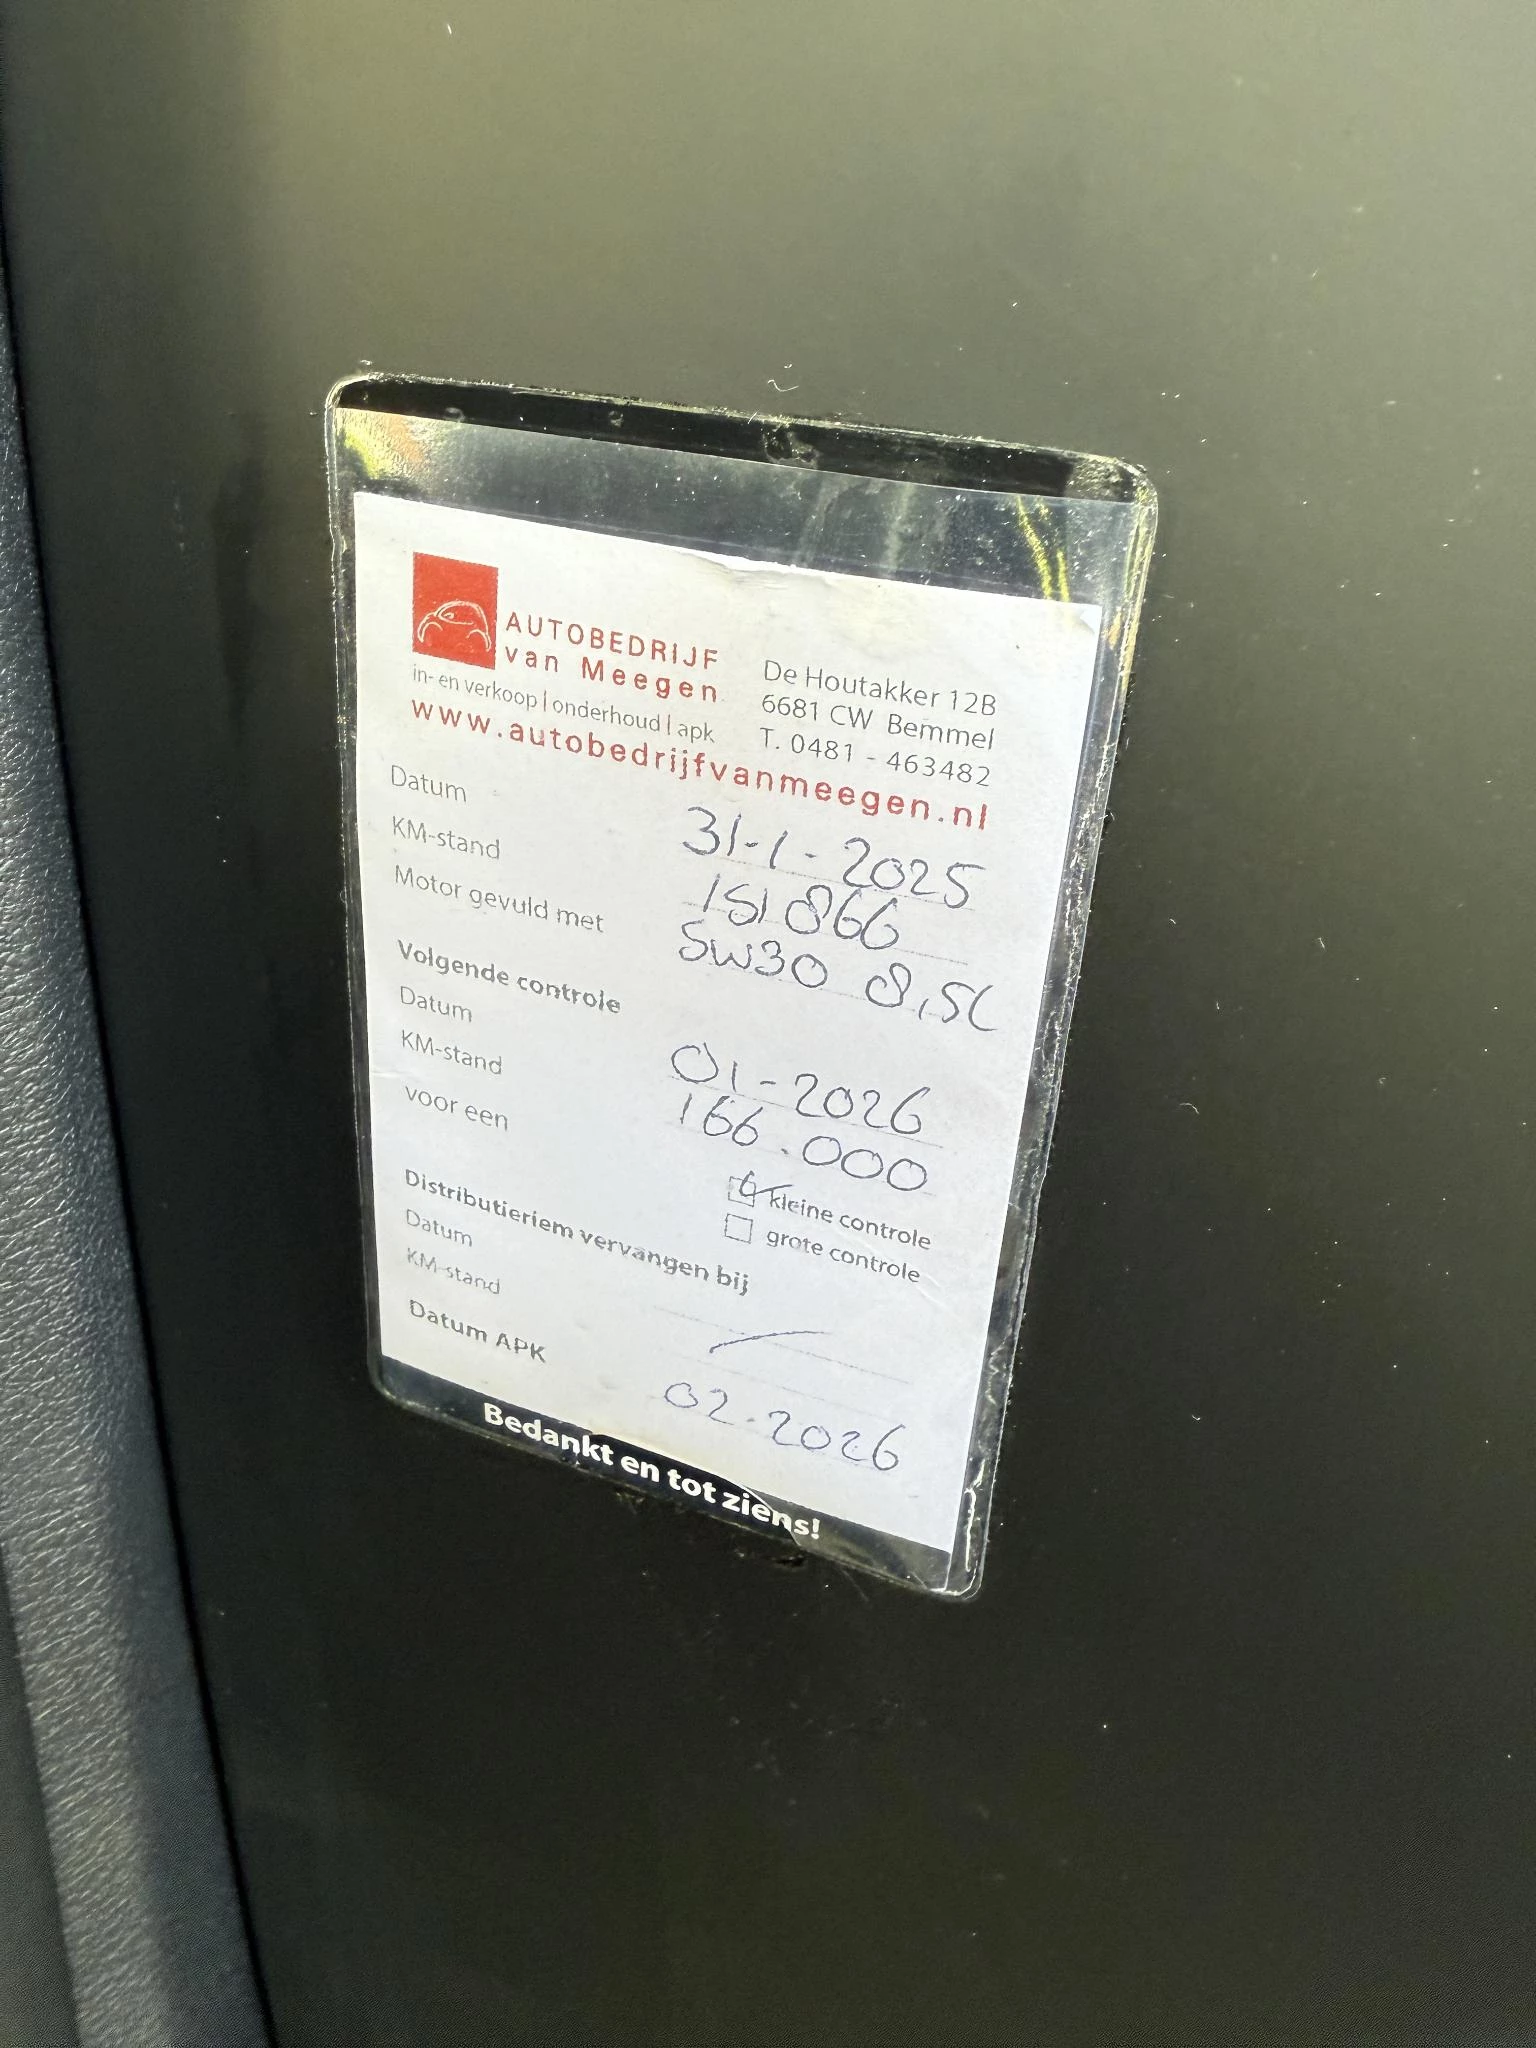 AUTOBEDRIJF
van Meegen
in- en verkoop | onderhoud | apk
www.autobedrijfvanmeegen.nl
De Houtakker 12B
6681 CW Bemmel
T. 0481 - 463482
Datum 31-1-2025
KM-stand 151866
Motor gevuld met 5W30 8,5L
Volgende controle
Datum 01-2026
KM-stand 166.000
voor een kleine controle
grote controle
Distributieriem vervangen bij
Datum
KM-stand
Datum APK 02-2026
Bedankt en tot ziens!